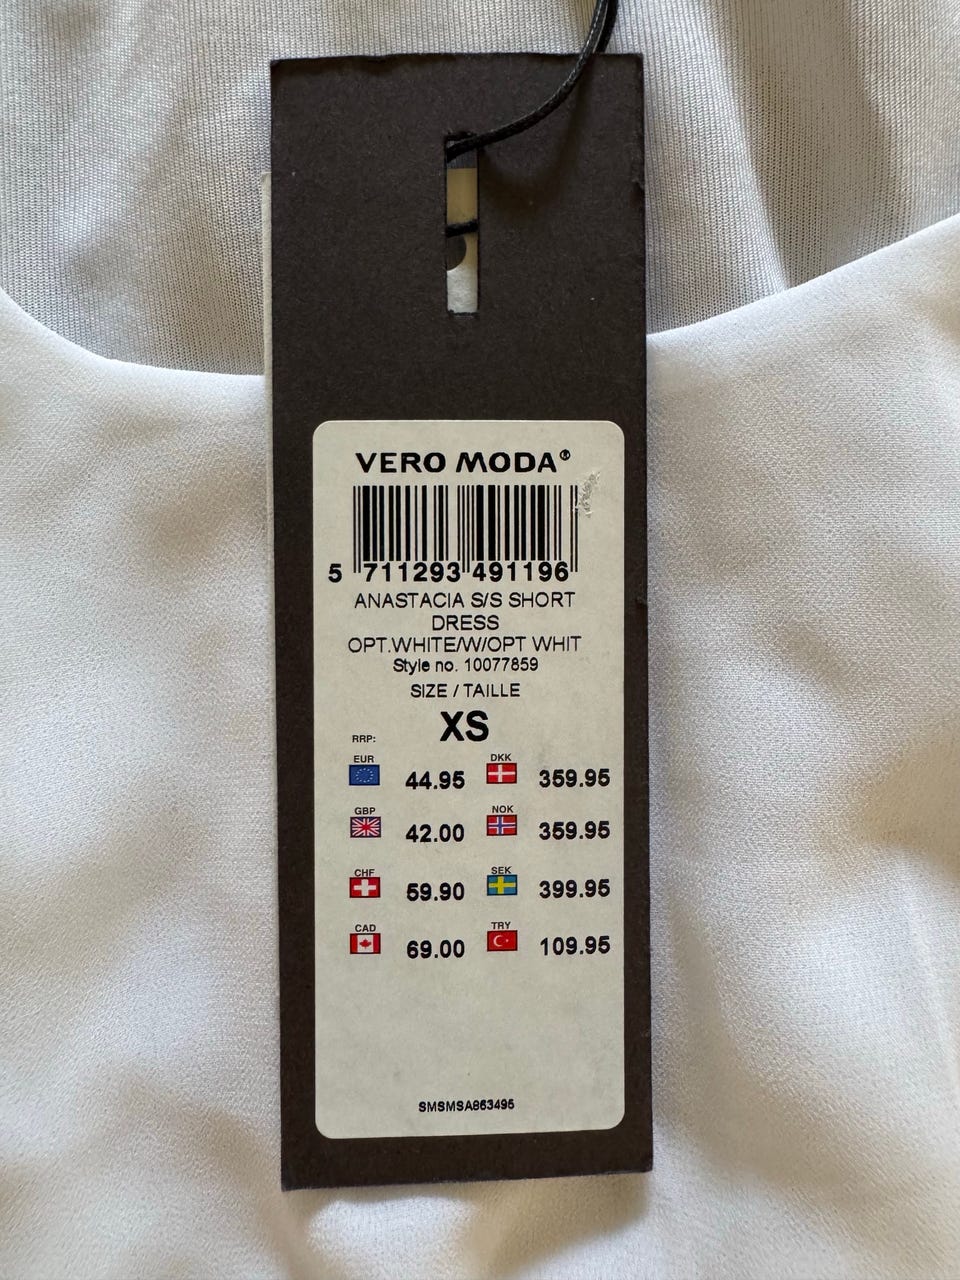 VERO MODA®
5 711293 491196
ANASTACIA S/S SHORT
DRESS
OPT.WHITE/W/OPT WHIT
Style no. 10077859
SIZE / TAILLE
XS
RRP:
EUR 44.95 DKK 359.95
GBP 42.00 NOK 359.95
CHF 59.90 SEK 399.95
CAD 69.00 TRY 109.95
SMSMSA863495